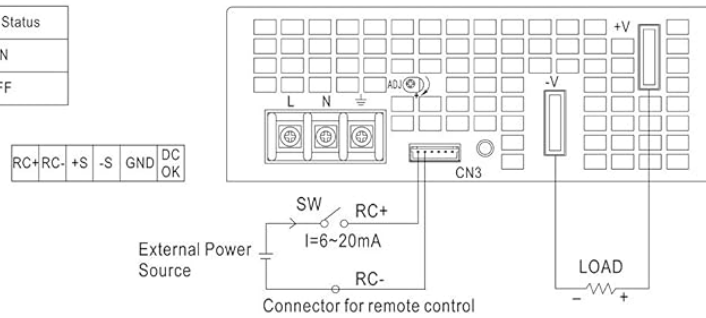 Status
N
FF
RC+ RC- +S -S GND DC OK
+V
ADJ
-V
L N
CN3
SW
RC+
I=6~20mA
External Power
Source
RC-
Connector for remote control
LOAD
- +